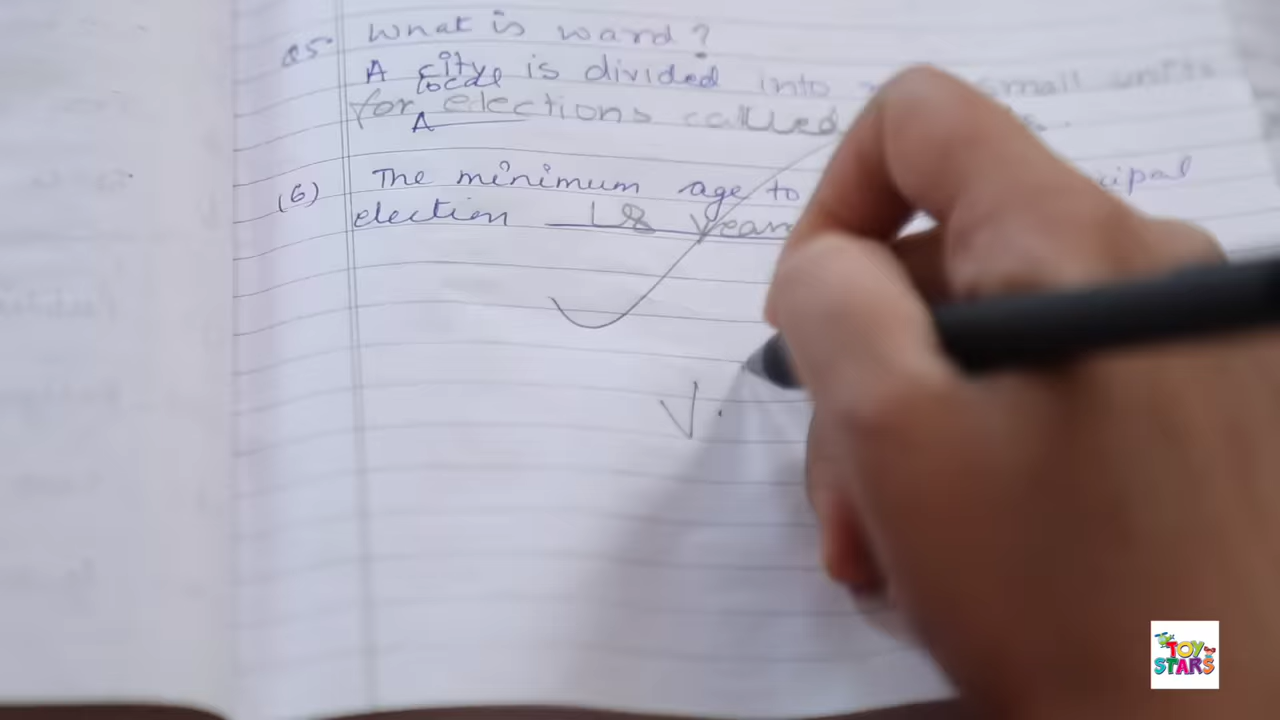 Q5. What is ward?
A city is divided into small units
local
for elections called
(6) The minimum age to
election 18 years
V.
TOY
STARS